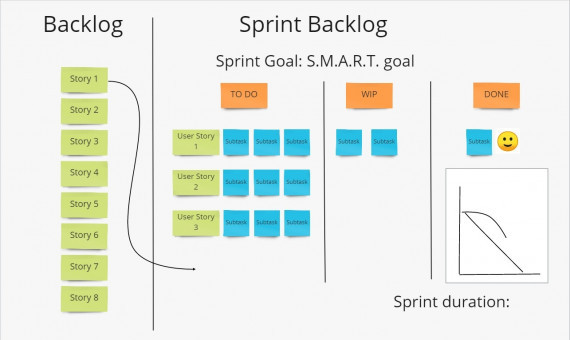 Backlog
Sprint Backlog
Sprint Goal: S.M.A.R.T. goal
Story 1
Story 2
Story 3
Story 4
Story 5
Story 6
Story 7
Story 8
TO DO
WIP
DONE
User Story
1
Subtask
Subtask
Subtask
Subtask
Subtask
Subtask
User Story
2
Subtask
Subtask
Subtask
User Story
3
Subtask
Subtask
Subtask
Sprint duration: